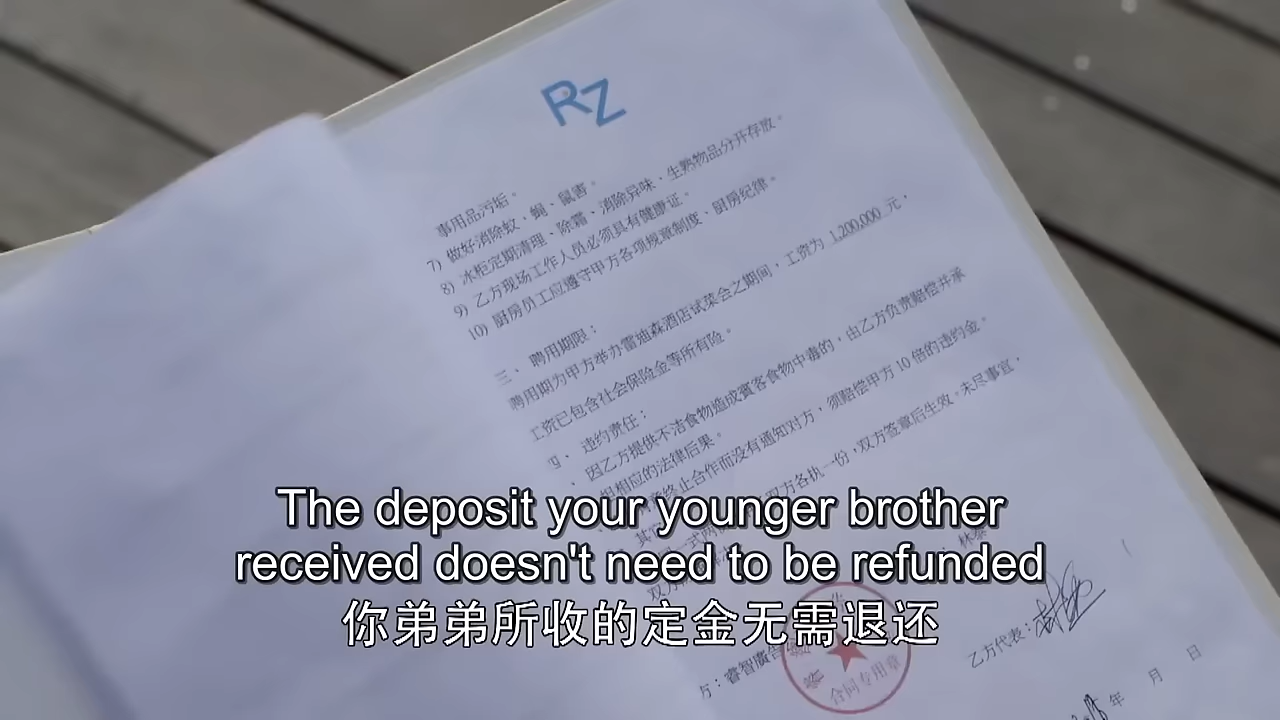 RZ
專用品污垢。
7) 做好消除蚊、蝇、鼠害。
8) 冰柜定期清理、除霜、消除异味，生熟物品分开存放。
9) 乙方现场工作人员必须具有健康证。
10) 厨房员工应遵守甲方各项规章制度、厨房纪律。
三、聘用期限：
聘用期为甲方举办雷迪森酒店试菜会之期间，工资为 1,200,000 元，
工资已包含社会保险金等所有险。
违约责任：
因乙方提供不洁食物造成賓客食物中毒的，由乙方负责赔偿并承
担相应的法律后果。
终止合作而没有通知对方，须赔偿甲方 10 倍的违约金。
双方各执一份，双方签章后生效。未尽事宜，
双方
方：睿智廣告
合同专用章
乙方代表：
年 月 日
The deposit your younger brother
received doesn't need to be refunded
你弟弟所收的定金无需退还